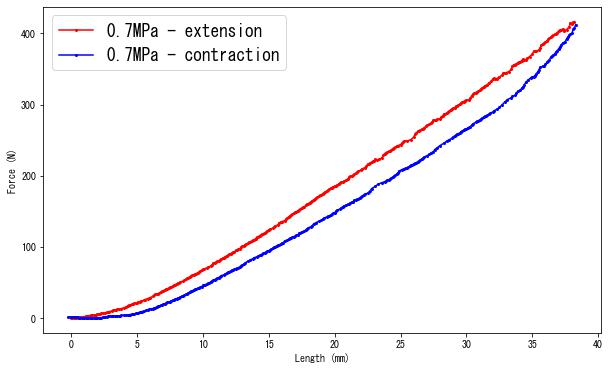 0.7MPa - extension
0.7MPa - contraction
400
300
200
100
0
Force (N)
0 5 10 15 20 25 30 35 40
Length (mm)